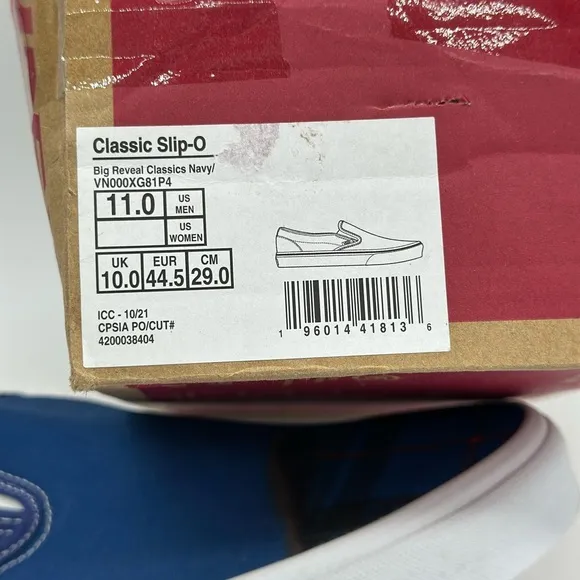 Classic Slip-O
Big Reveal Classics Navy/
VN000XG81P4
11.0 US MEN
US WOMEN
UK EUR CM
10.0 44.5 29.0
ICC - 10/21
CPSIA PO/CUT#
4200038404
1 96014 41813 6